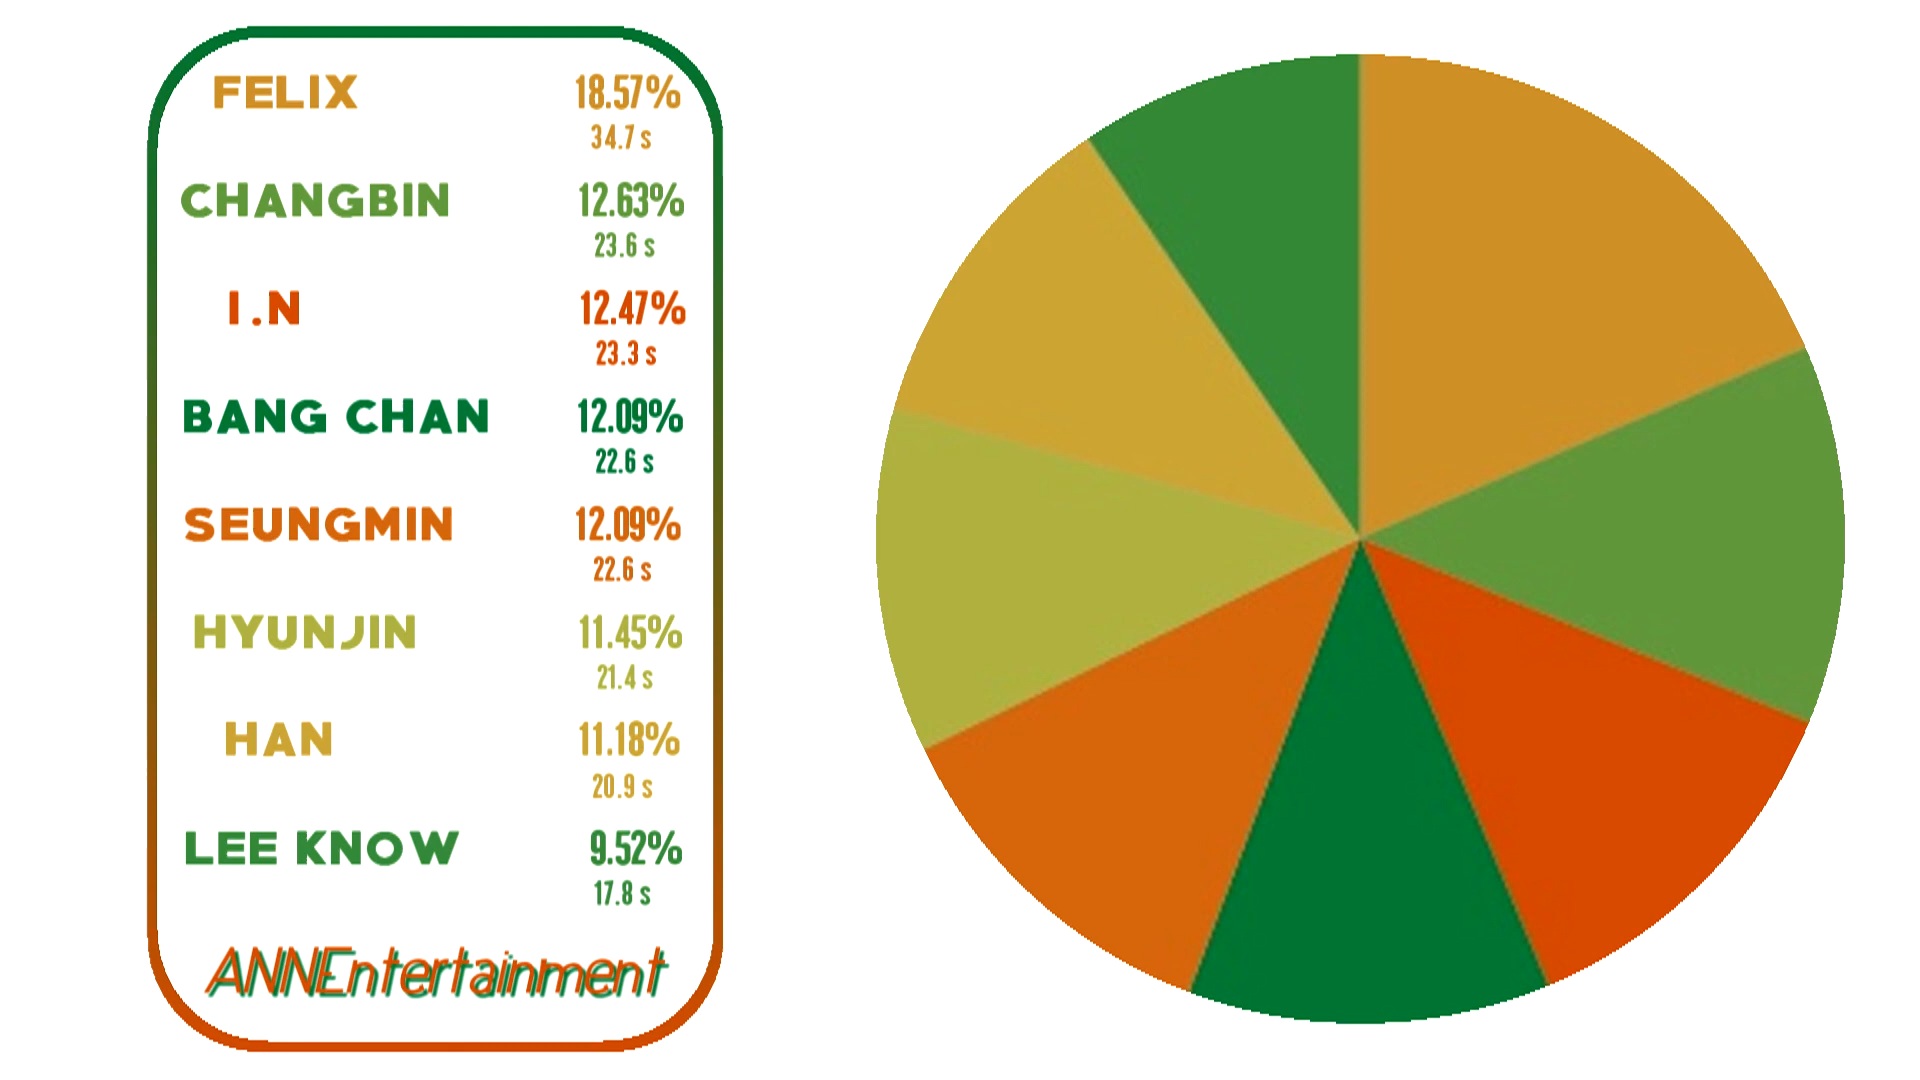 FELIX 18.57%
34.7 s
CHANGBIN 12.63%
23.6 s
I.N 12.47%
23.3 s
BANG CHAN 12.09%
22.6 s
SEUNGMIN 12.09%
22.6 s
HYUNJIN 11.45%
21.4 s
HAN 11.18%
20.9 s
LEE KNOW 9.52%
17.8 s
ANNEntertainment